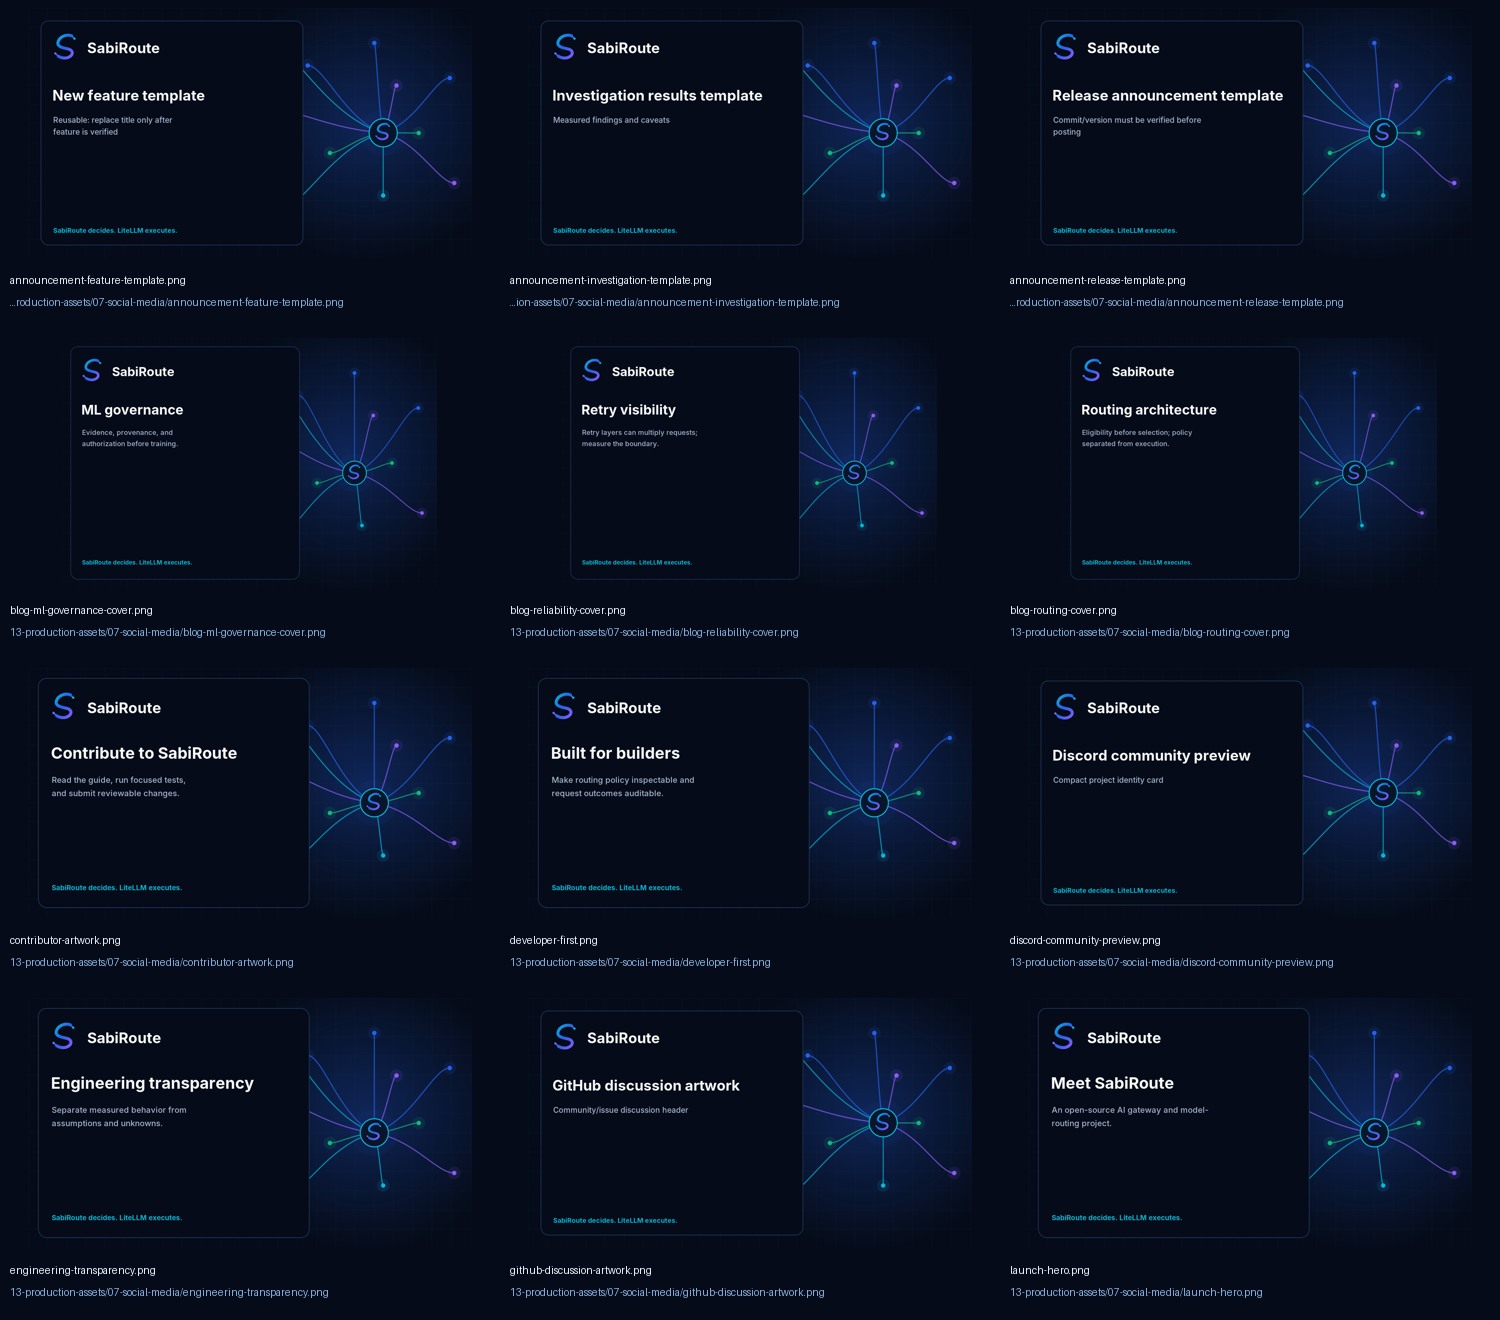 SabiRoute
New feature template
Reusable: replace title only after
feature is verified
SabiRoute decides. LiteLLM executes.
announcement-feature-template.png
...roduction-assets/07-social-media/announcement-feature-template.png
SabiRoute
Investigation results template
Measured findings and caveats
SabiRoute decides. LiteLLM executes.
announcement-investigation-template.png
...ion-assets/07-social-media/announcement-investigation-template.png
SabiRoute
Release announcement template
Commit/version must be verified before
posting
SabiRoute decides. LiteLLM executes.
announcement-release-template.png
...roduction-assets/07-social-media/announcement-release-template.png
SabiRoute
ML governance
Evidence, provenance, and
authorization before training.
SabiRoute decides. LiteLLM executes.
blog-ml-governance-cover.png
13-production-assets/07-social-media/blog-ml-governance-cover.png
SabiRoute
Retry visibility
Retry layers can multiply requests;
measure the boundary.
SabiRoute decides. LiteLLM executes.
blog-reliability-cover.png
13-production-assets/07-social-media/blog-reliability-cover.png
SabiRoute
Routing architecture
Eligibility before selection; policy
separated from execution.
SabiRoute decides. LiteLLM executes.
blog-routing-cover.png
13-production-assets/07-social-media/blog-routing-cover.png
SabiRoute
Contribute to SabiRoute
Read the guide, run focused tests,
and submit reviewable changes.
SabiRoute decides. LiteLLM executes.
contributor-artwork.png
13-production-assets/07-social-media/contributor-artwork.png
SabiRoute
Built for builders
Make routing policy inspectable and
request outcomes auditable.
SabiRoute decides. LiteLLM executes.
developer-first.png
13-production-assets/07-social-media/developer-first.png
SabiRoute
Discord community preview
Compact project identity card
SabiRoute decides. LiteLLM executes.
discord-community-preview.png
13-production-assets/07-social-media/discord-community-preview.png
SabiRoute
Engineering transparency
Separate measured behavior from
assumptions and unknowns.
SabiRoute decides. LiteLLM executes.
engineering-transparency.png
13-production-assets/07-social-media/engineering-transparency.png
SabiRoute
GitHub discussion artwork
Community/issue discussion header
SabiRoute decides. LiteLLM executes.
github-discussion-artwork.png
13-production-assets/07-social-media/github-discussion-artwork.png
SabiRoute
Meet SabiRoute
An open-source AI gateway and model-
routing project.
SabiRoute decides. LiteLLM executes.
launch-hero.png
13-production-assets/07-social-media/launch-hero.png